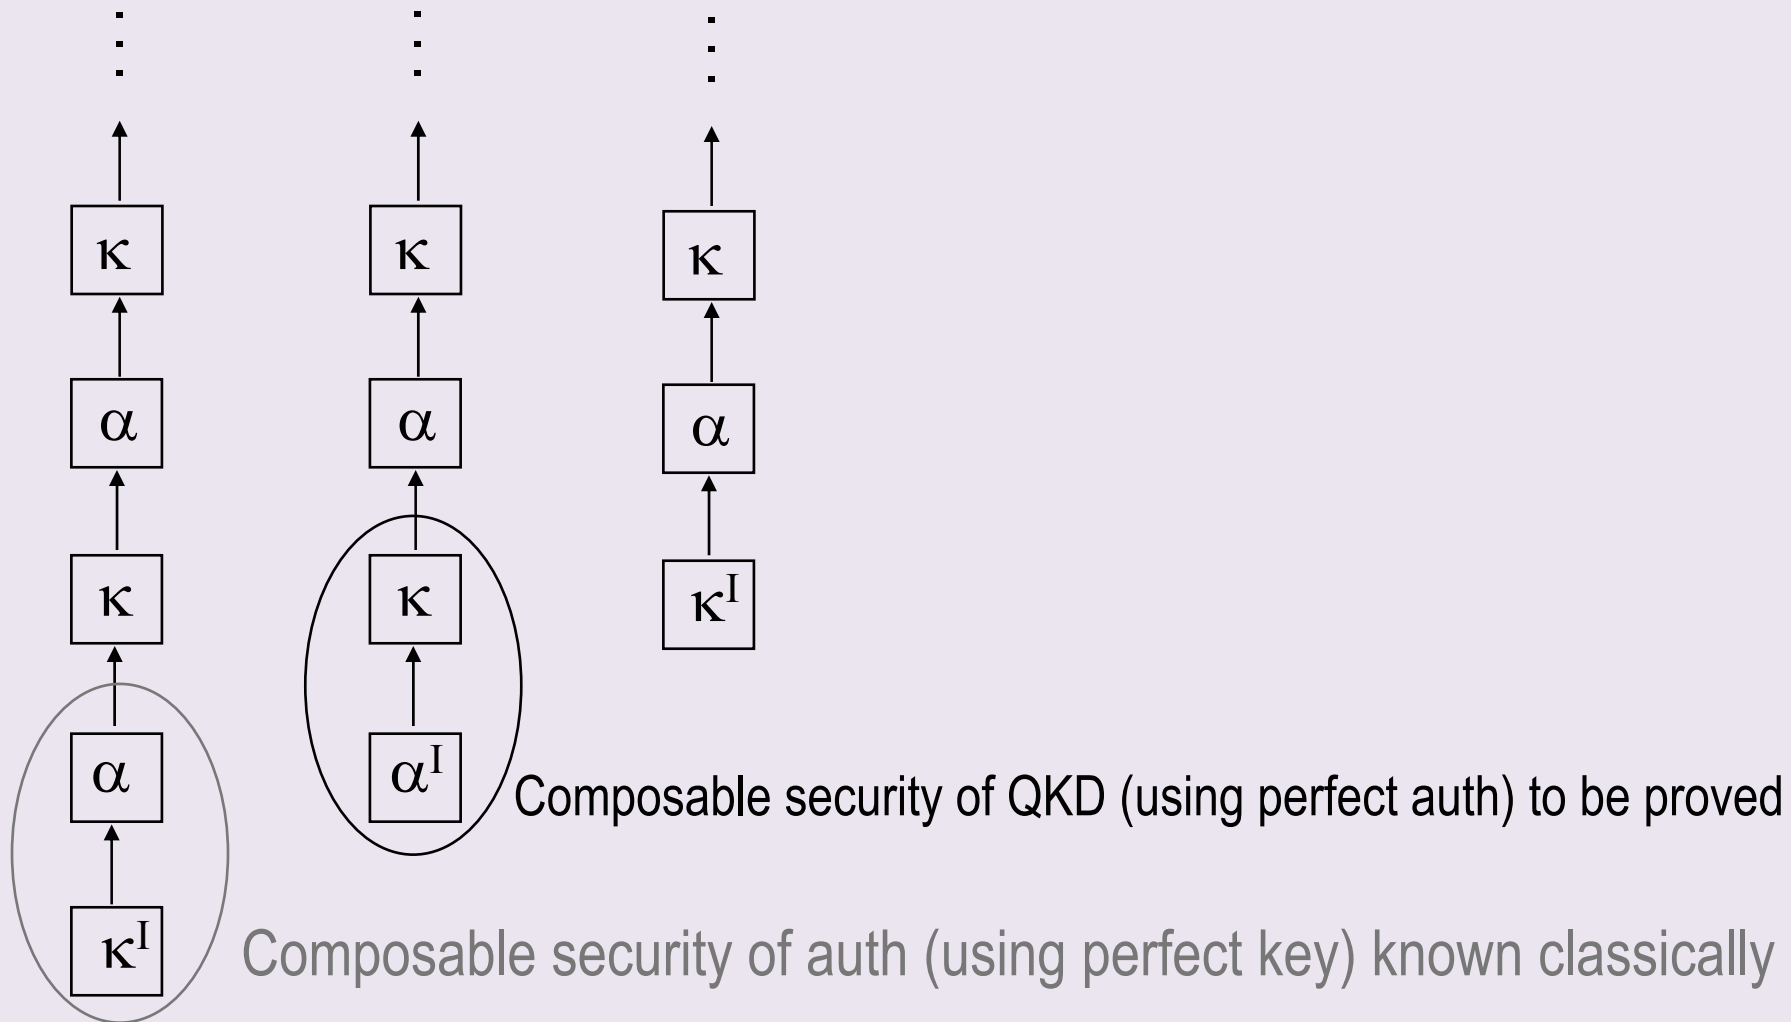 κ κ κ
α α α
κ κ κᴵ
α αᴵ
Composable security of QKD (using perfect auth) to be proved
κᴵ
Composable security of auth (using perfect key) known classically